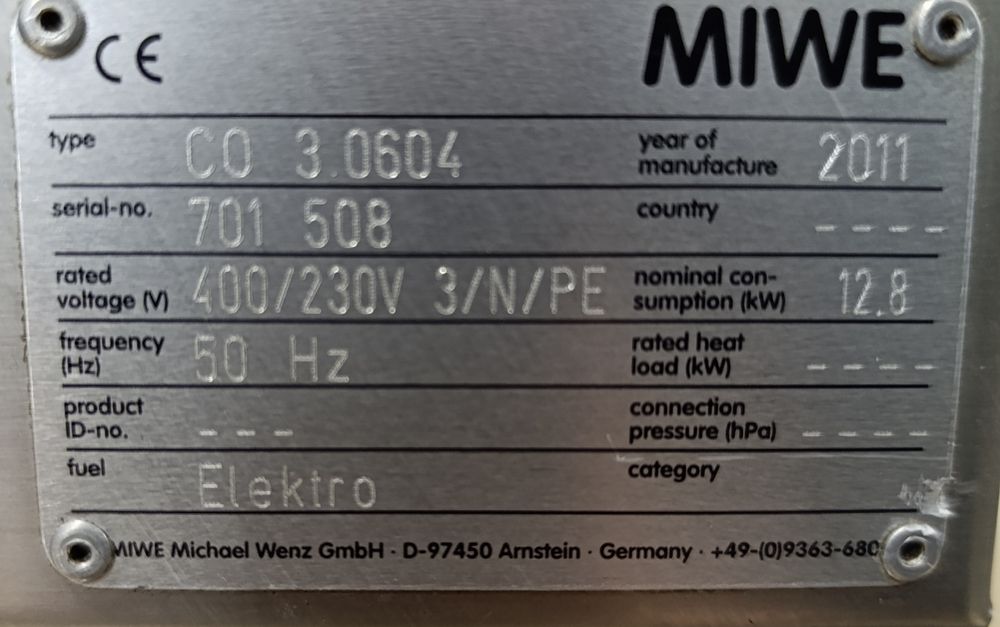 CE
MIWE
type CO 3.0604
year of
manufacture 2011
serial-no. 701 508
country ----
rated
voltage (V) 400/230V 3/N/PE
nominal con-
sumption (kW) 12.8
frequency
(Hz) 50 Hz
rated heat
load (kW) ----
product
ID-no. ---
connection
pressure (hPa) ----
fuel Elektro
category
MIWE Michael Wenz GmbH · D-97450 Arnstein · Germany · +49-(0)9363-680